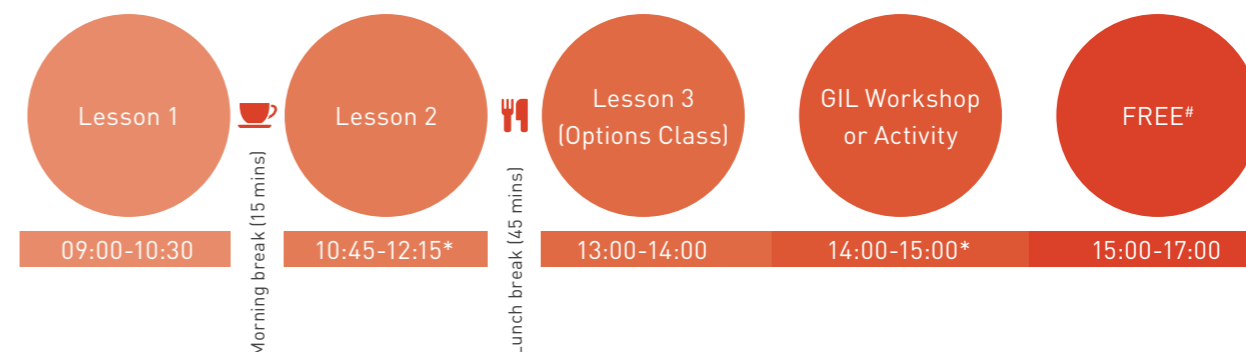 Lesson 1
Morning break (15 mins)
Lesson 2
Lunch break (45 mins)
Lesson 3
(Options Class)
GIL Workshop
or Activity
FREE#
09:00-10:30
10:45-12:15*
13:00-14:00
14:00-15:00*
15:00-17:00